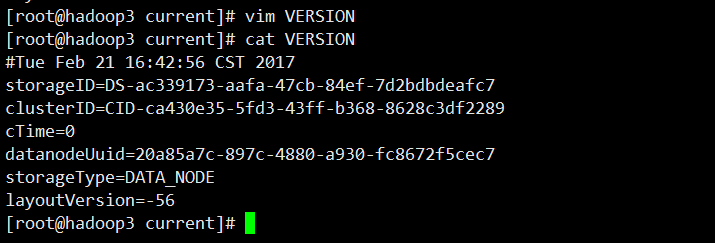 [root@hadoop3 current]# vim VERSION
[root@hadoop3 current]# cat VERSION
#Tue Feb 21 16:42:56 CST 2017
storageID=DS-ac339173-aafa-47cb-84ef-7d2bdbdeafc7
clusterID=CID-ca430e35-5fd3-43ff-b368-8628c3df2289
cTime=0
datanodeUuid=20a85a7c-897c-4880-a930-fc8672f5cec7
storageType=DATA_NODE
layoutVersion=-56
[root@hadoop3 current]#